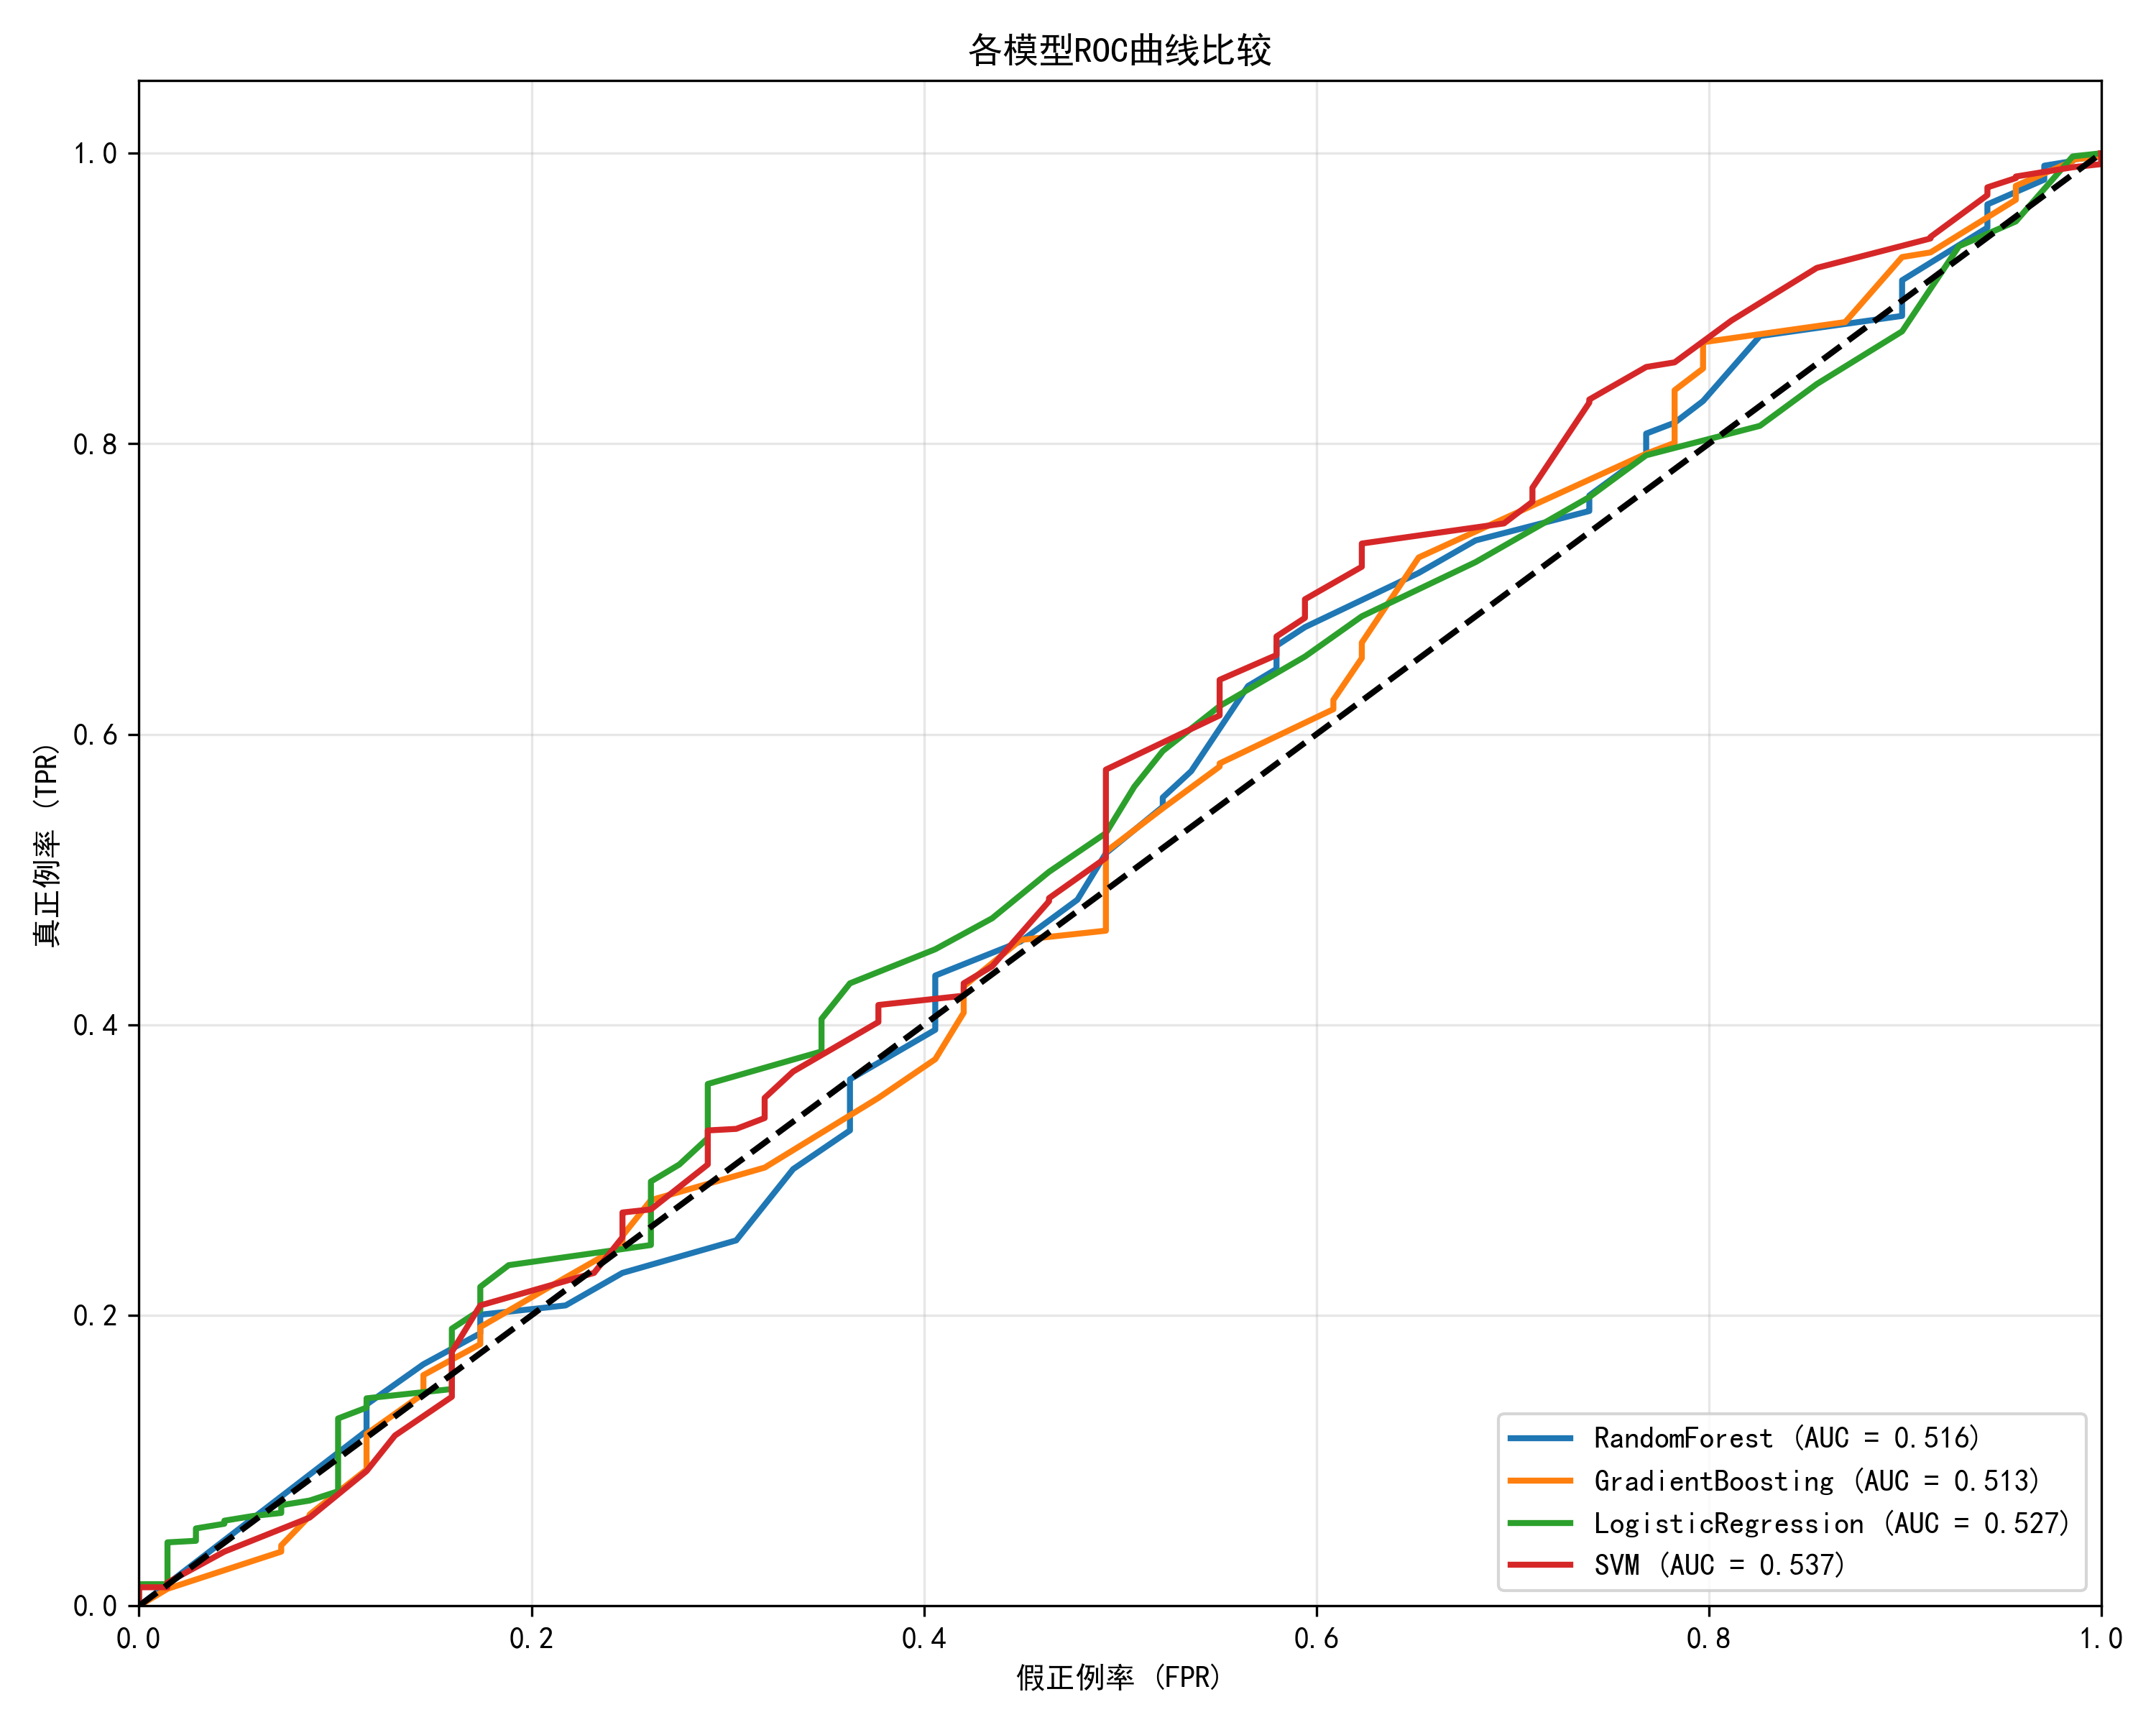 各模型ROC曲线比较
1.0
0.8
0.6
0.4
0.2
0.0
真正例率 (TPR)
0.0 0.2 0.4 0.6 0.8 1.0
假正例率 (FPR)
RandomForest (AUC = 0.516)
GradientBoosting (AUC = 0.513)
LogisticRegression (AUC = 0.527)
SVM (AUC = 0.537)